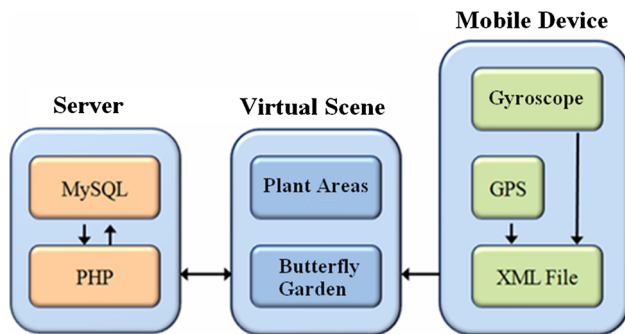 Server
MySQL
PHP
Virtual Scene
Plant Areas
Butterfly
Garden
Mobile Device
Gyroscope
GPS
XML File